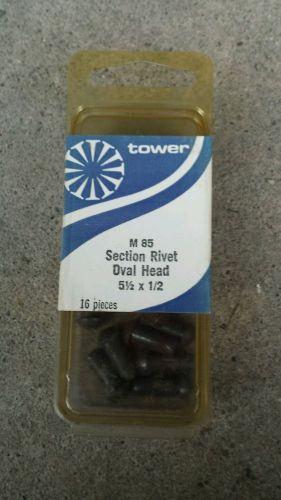 tower
M 85
Section Rivet
Oval Head
5½ x 1/2
16 pieces